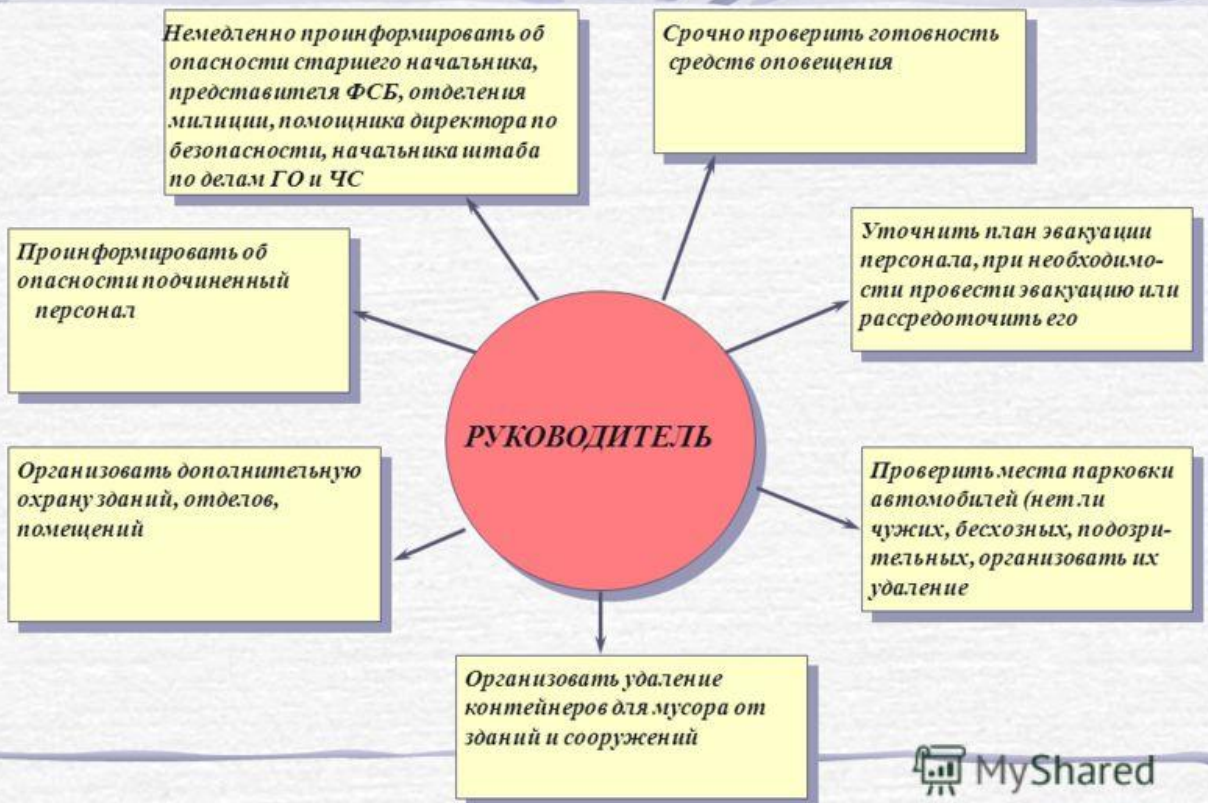 Немедленно проинформировать об
опасности старшего начальника,
представителя ФСБ, отделения
милиции, помощника директора по
безопасности, начальника штаба
по делам ГО и ЧС
Срочно проверить готовность
средств оповещения
Проинформировать об
опасности подчиненный
персонал
Уточнить план эвакуации
персонала, при необходимо-
сти провести эвакуацию или
рассредоточить его
РУКОВОДИТЕЛЬ
Организовать дополнительную
охрану зданий, отделов,
помещений
Проверить места парковки
автомобилей (нет ли
чужих, бесхозных, подозри-
тельных, организовать их
удаление
Организовать удаление
контейнеров для мусора от
зданий и сооружений
MyShared